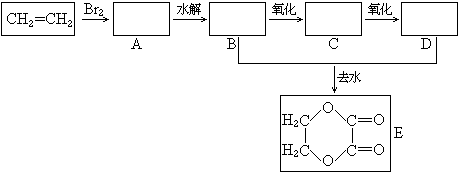 CH₂=CH₂ Br₂ 水解 氧化 氧化
A B C D
去水
O
H₂C C=O
H₂C C=O E
O